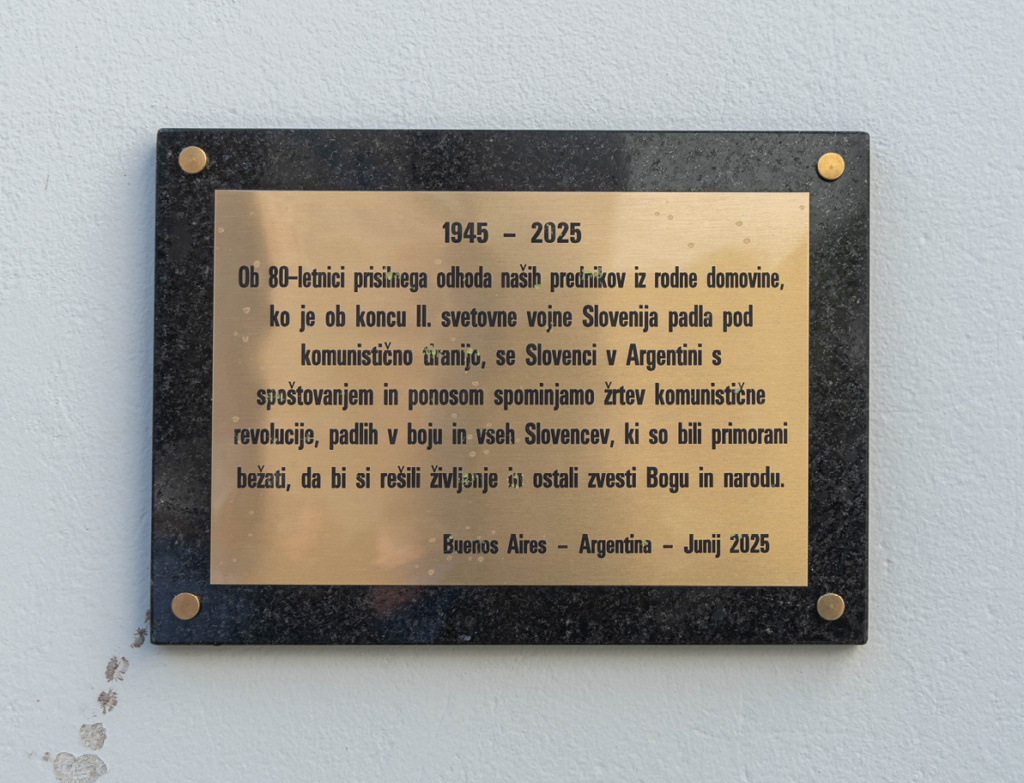 1945 – 2025
Ob 80–letnici prisilnega odhoda naših prednikov iz rodne domovine,
ko je ob koncu II. svetovne vojne Slovenija padla pod
komunistično tiranijo, se Slovenci v Argentini s
spoštovanjem in ponosom spominjamo žrtev komunistične
revolucije, padlih v boju in vseh Slovencev, ki so bili primorani
bežati, da bi si rešili življenje in ostali zvesti Bogu in narodu.
Buenos Aires – Argentina – Junij 2025